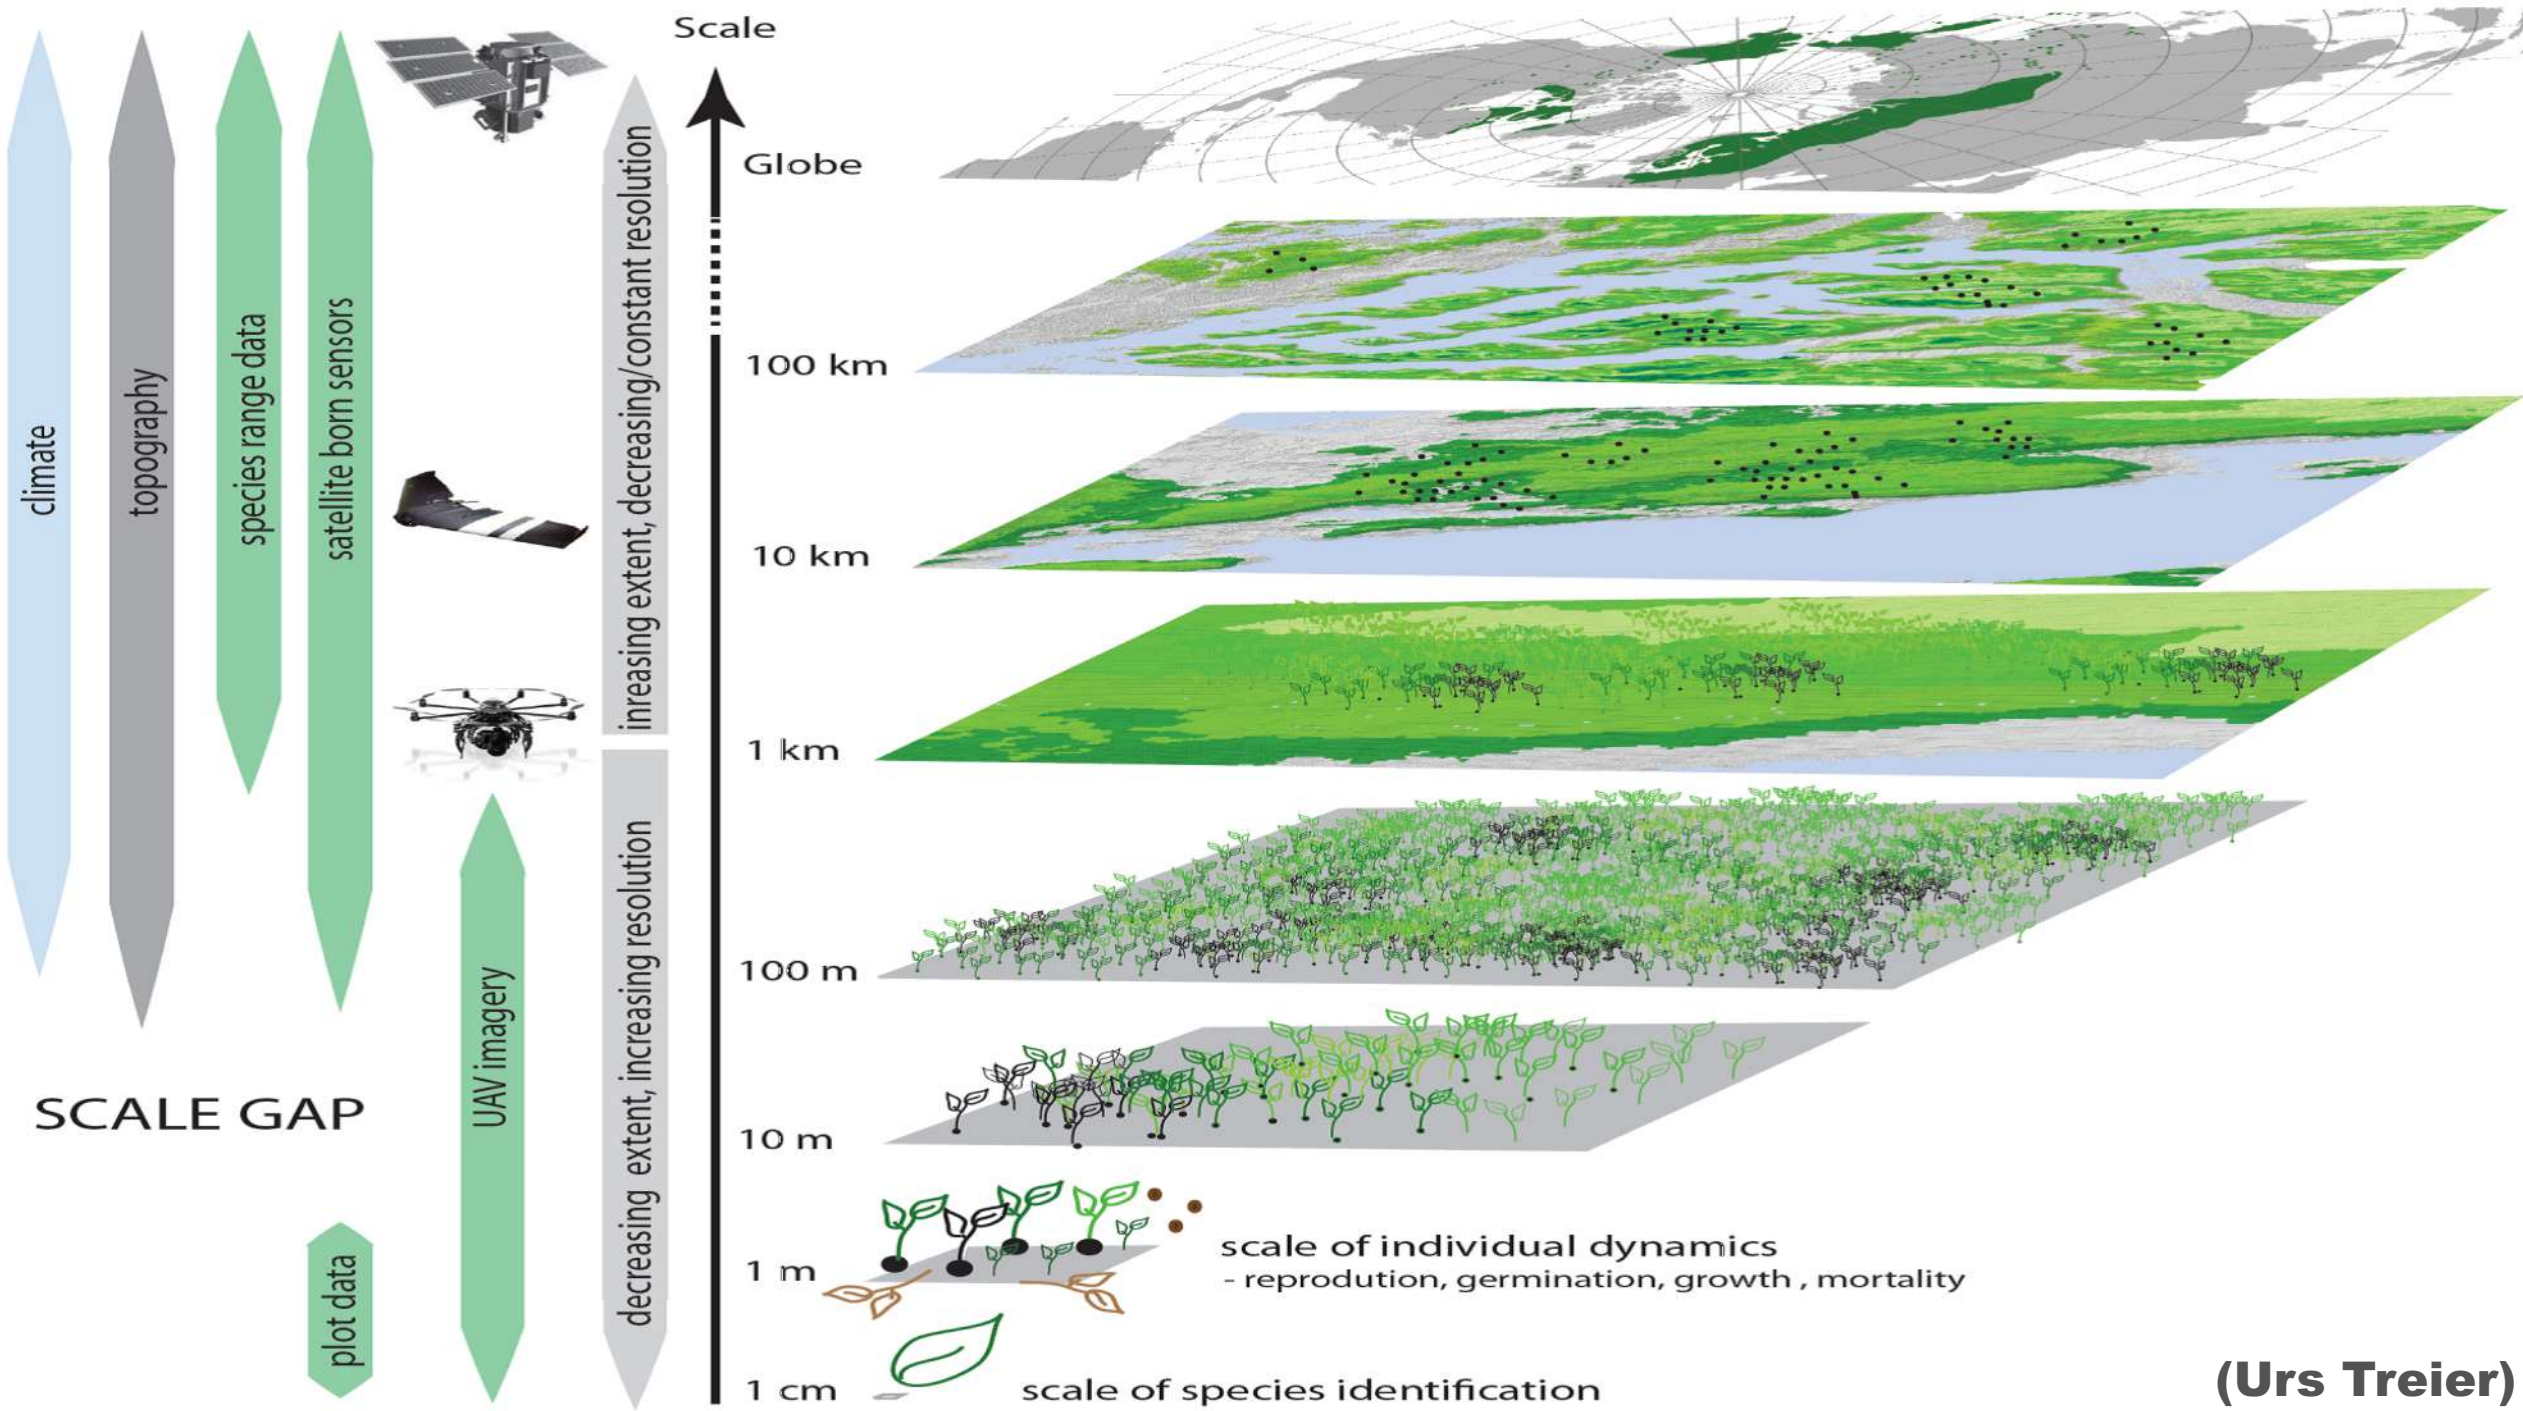 Scale
climate
topography
species range data
satellite born sensors
inreasing extent, decreasing/constant resolution
Globe
100 km
10 km
1 km
100 m
UAV imagery
decreasing extent, increasing resolution
SCALE GAP
10 m
plot data
1 m
scale of individual dynamics
- reprodution, germination, growth , mortality
1 cm
scale of species identification
(Urs Treier)